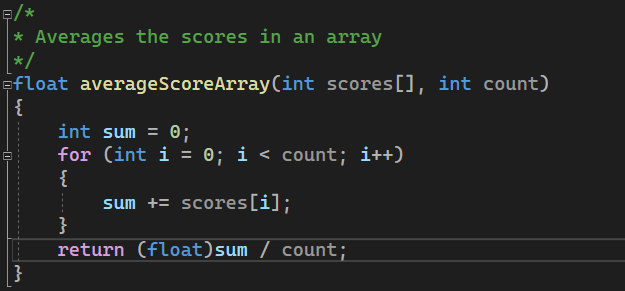 /*
* Averages the scores in an array
*/
float averageScoreArray(int scores[], int count)
{
    int sum = 0;
    for (int i = 0; i < count; i++)
    {
        sum += scores[i];
    }
    return (float)sum / count;
}